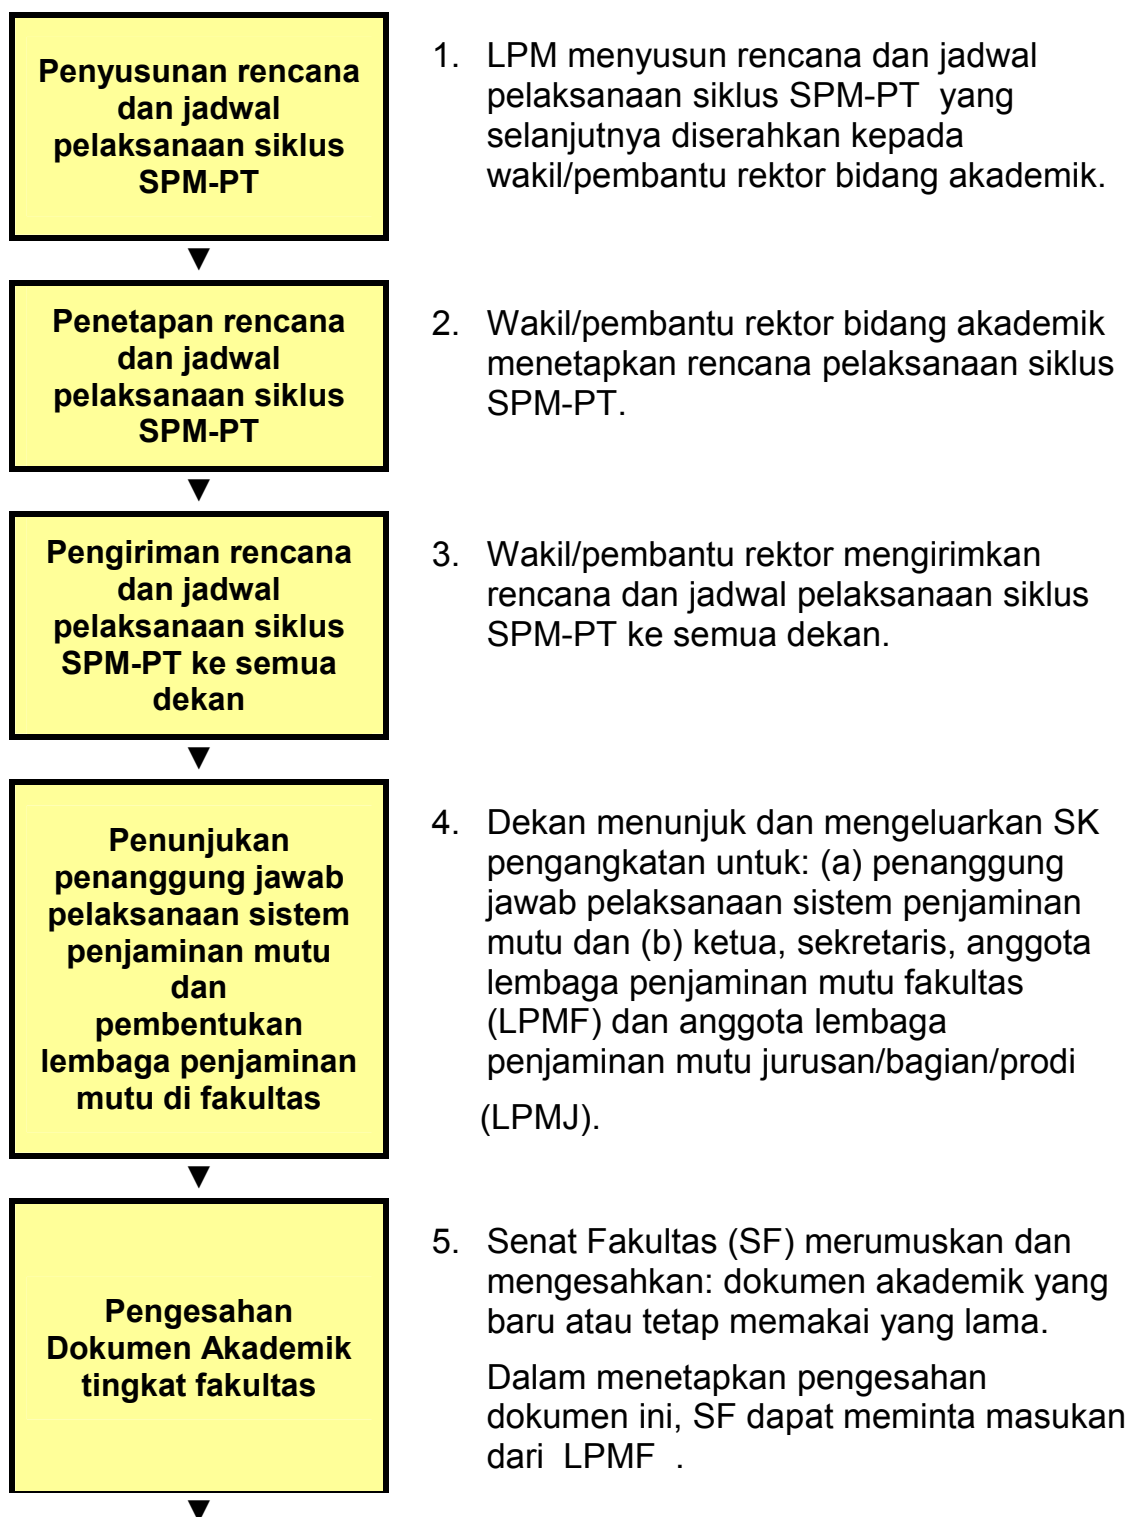 Penyusunan rencana
dan jadwal
pelaksanaan siklus
SPM-PT
1. LPM menyusun rencana dan jadwal
pelaksanaan siklus SPM-PT yang
selanjutnya diserahkan kepada
wakil/pembantu rektor bidang akademik.
Penetapan rencana
dan jadwal
pelaksanaan siklus
SPM-PT
2. Wakil/pembantu rektor bidang akademik
menetapkan rencana pelaksanaan siklus
SPM-PT.
Pengiriman rencana
dan jadwal
pelaksanaan siklus
SPM-PT ke semua
dekan
3. Wakil/pembantu rektor mengirimkan
rencana dan jadwal pelaksanaan siklus
SPM-PT ke semua dekan.
Penunjukan
penanggung jawab
pelaksanaan sistem
penjaminan mutu
dan
pembentukan
lembaga penjaminan
mutu di fakultas
4. Dekan menunjuk dan mengeluarkan SK
pengangkatan untuk: (a) penanggung
jawab pelaksanaan sistem penjaminan
mutu dan (b) ketua, sekretaris, anggota
lembaga penjaminan mutu fakultas
(LPMF) dan anggota lembaga
penjaminan mutu jurusan/bagian/prodi
(LPMJ).
Pengesahan
Dokumen Akademik
tingkat fakultas
5. Senat Fakultas (SF) merumuskan dan
mengesahkan: dokumen akademik yang
baru atau tetap memakai yang lama.
Dalam menetapkan pengesahan
dokumen ini, SF dapat meminta masukan
dari LPMF .